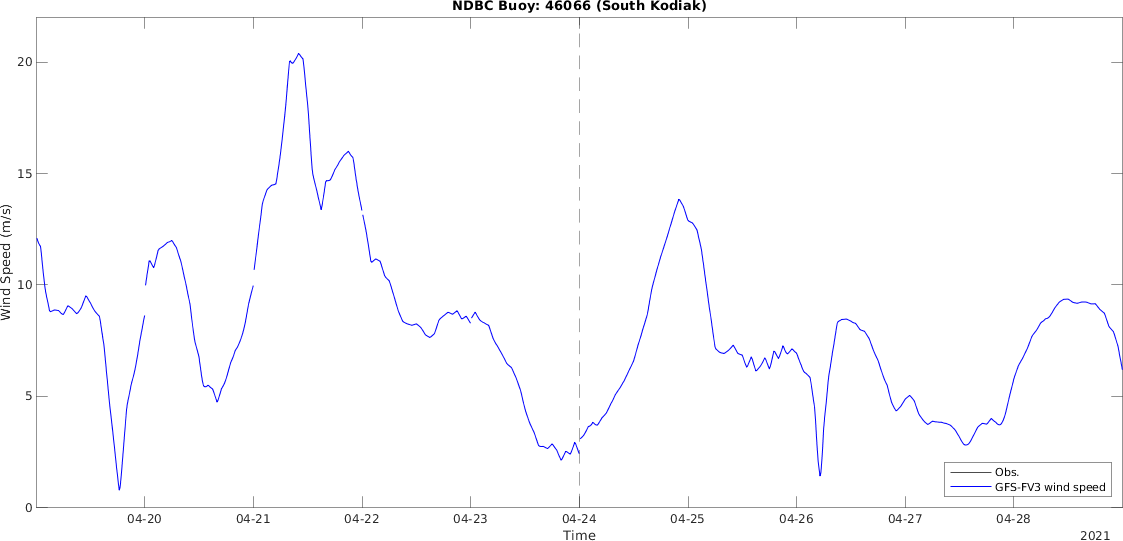 NDBC Buoy: 46066 (South Kodiak)
Wind Speed (m/s)
20
15
10
5
0
04-20 04-21 04-22 04-23 04-24 04-25 04-26 04-27 04-28
Time
2021
Obs.
GFS-FV3 wind speed